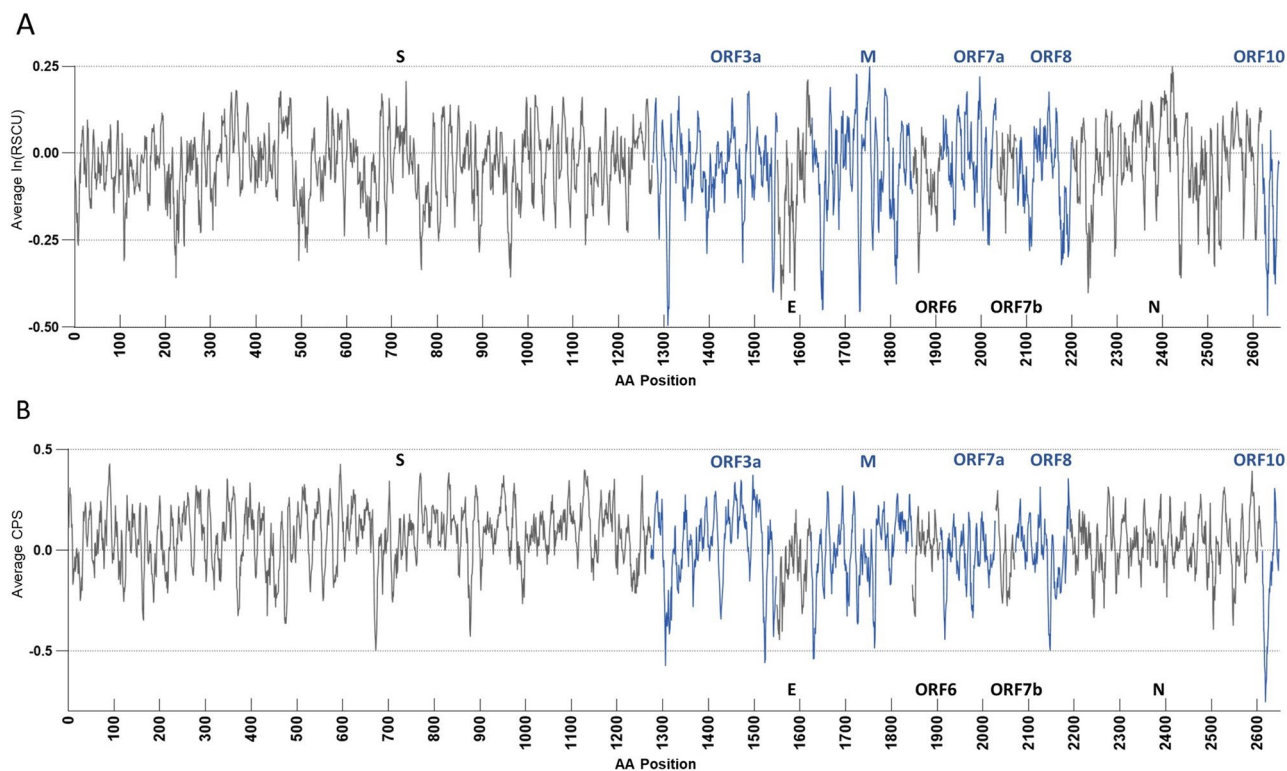 A
S ORF3a M ORF7a ORF8 ORF10
0.25
0.00
-0.25
-0.50
Average ln(RSCU)
E ORF6 ORF7b N
0 100 200 300 400 500 600 700 800 900 1000 1100 1200 1300 1400 1500 1600 1700 1800 1900 2000 2100 2200 2300 2400 2500 2600
AA Position
B
S ORF3a M ORF7a ORF8 ORF10
0.5
0.0
-0.5
Average CPS
E ORF6 ORF7b N
0 100 200 300 400 500 600 700 800 900 1000 1100 1200 1300 1400 1500 1600 1700 1800 1900 2000 2100 2200 2300 2400 2500 2600
AA Position